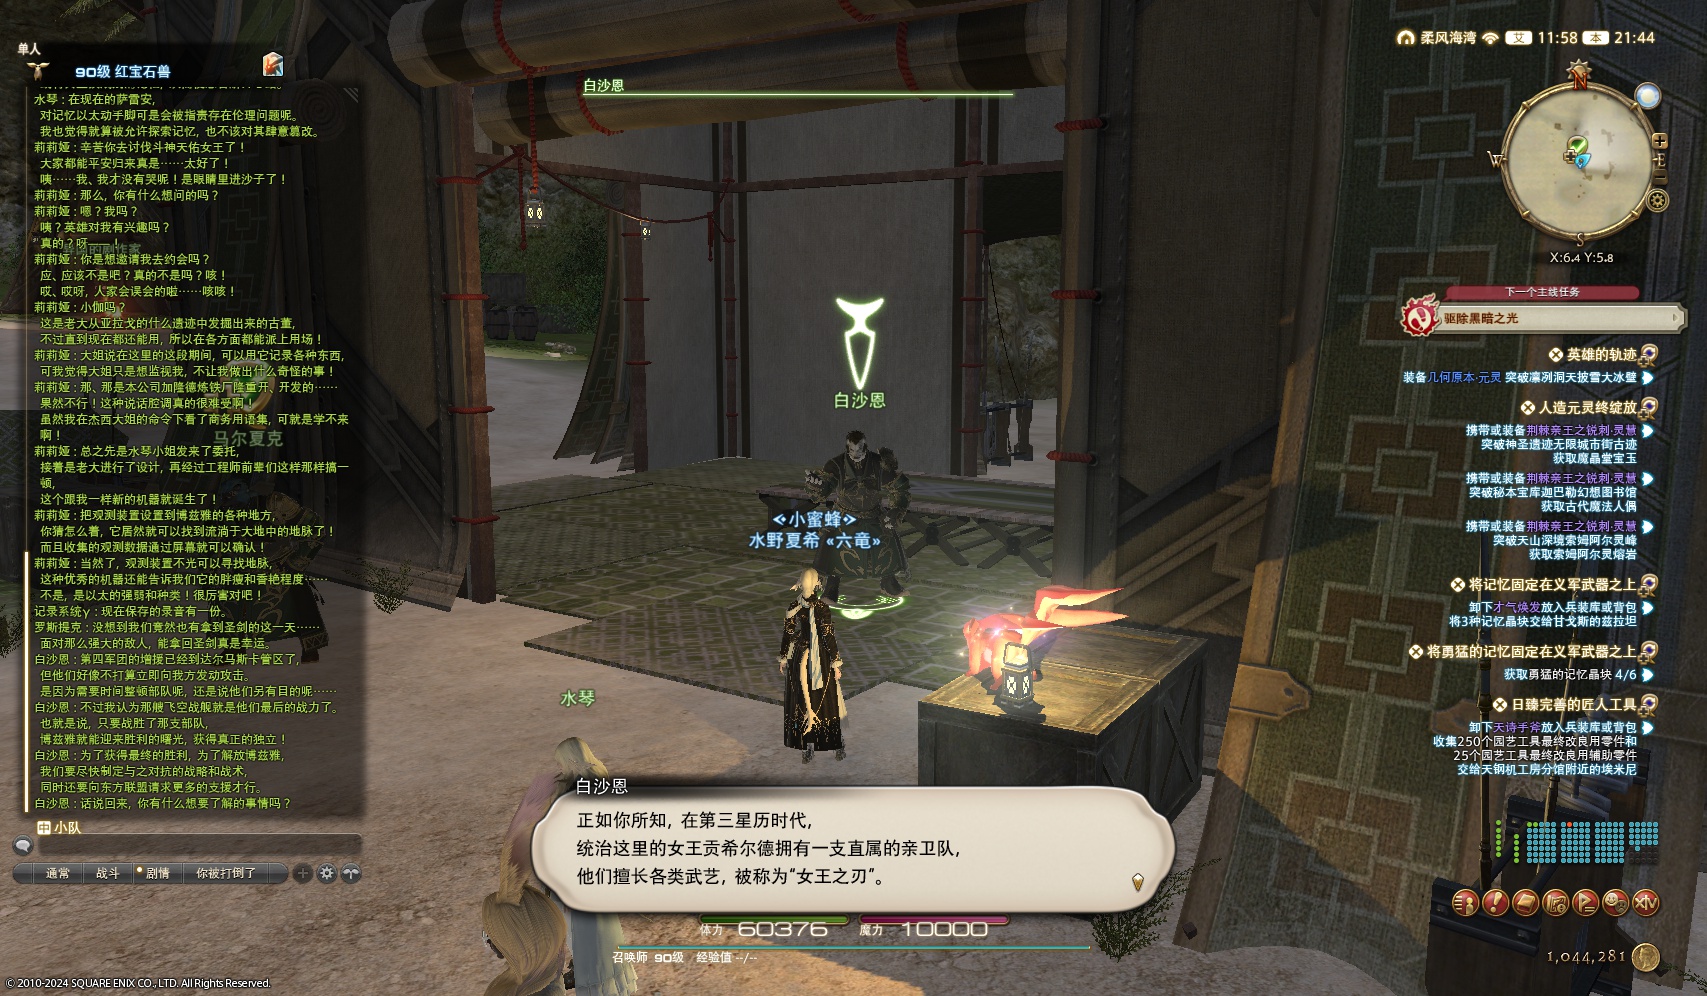 单人
90级 红宝石兽
水琴：在现在的萨雷安，
对记忆以太动手脚可是会被指责存在伦理问题呢。
我也觉得就算被允许探索记忆，也不该对其肆意篡改。
莉莉娅：辛苦你去讨伐斗神天佑女王了！
大家都能平安归来真是……太好了！
咦……我、我才没有哭呢！是眼睛里进沙子了！
莉莉娅：那么，你有什么想问的吗？
莉莉娅：嗯？我吗？
咦？英雄对我有兴趣吗？
真的？呀——！
莉莉娅：你是想邀请我去约会吗？
应、应该不是吧？真的不是吗？咳！
哎、哎呀，人家会误会的啦……咳咳！
莉莉娅：小伽吗？
这是老大从亚拉戈的什么遗迹中发掘出来的古董，
不过直到现在都还能用，所以在各方面都能派上用场！
莉莉娅：大姐说在这里的这段期间，可以用它记录各种东西，
可我觉得大姐只是想监视我，不让我做出什么奇怪的事！
莉莉娅：那、那是本公司加隆德炼铁厂隆重开、开发的……
果然不行！这种说话腔调真的很难受啊！
虽然我在杰西大姐的命令下看了商务用语集，可就是学不来
啊！
马尔夏克
莉莉娅：总之先是水琴小姐发来了委托，
接着是老大进行了设计，再经过工程师前辈们这样那样搞一
顿，
这个跟我一样新的机器就诞生了！
莉莉娅：把观测装置设置到博兹雅的各种地方，
你猜怎么着，它居然就可以找到流淌于大地中的地脉了！
而且收集的观测数据通过屏幕就可以确认！
莉莉娅：当然了，观测装置不光可以寻找地脉，
这种优秀的机器还能告诉我们它的胖瘦和香艳程度……
不是，是以太的强弱和种类！很厉害对吧！
记录系统γ：现在保存的录音有一份。
罗斯提克：没想到我们竟然也有拿到圣剑的这一天……
面对那么强大的敌人，能拿回圣剑真是幸运。
白沙恩：第四军团的增援已经到达尔马斯卡管区了，
但他们好像不打算立即向我方发动攻击。
是因为需要时间整顿部队呢，还是说他们另有目的呢……
白沙恩：不过我认为那艘飞空战舰就是他们最后的战力了。
也就是说，只要战胜了那支部队，
博兹雅就能迎来胜利的曙光，获得真正的独立！
白沙恩：为了获得最终的胜利，为了解放博兹雅，
我们要尽快制定与之对抗的战略和战术，
同时还要向东方联盟请求更多的支援才行。
白沙恩：话说回来，你有什么想要了解的事情吗？
中 小队
通常 战斗 剧情 你被打倒了
© 2010-2024 SQUARE ENIX CO., LTD. All Rights Reserved.
白沙恩
白沙恩
«小蜜蜂»
水野夏希 «六竜»
水琴
白沙恩
正如你所知，在第三星历时代，
统治这里的女王贡希尔德拥有一支直属的亲卫队，
他们擅长各类武艺，被称为“女王之刃”。
体力 60376 魔力 10000
召唤师 90级 经验值 --/--
柔风海湾 艾 11:58 本 21:44
N
W
E
S
X:6.4 Y:5.8
下一个主线任务
驱除黑暗之光
英雄的轨迹
装备几何原本·元灵 突破凛冽洞天披雪大冰壁
人造元灵终绽放
携带或装备荆棘亲王之锐刺·灵慧
突破神圣遗迹无限城市街古迹
获取魔晶堂宝玉
携带或装备荆棘亲王之锐刺·灵慧
突破秘本宝库迦巴勒幻想图书馆
获取古代魔法人偶
携带或装备荆棘亲王之锐刺·灵慧
突破天山深境索姆阿尔灵峰
获取索姆阿尔灵熔岩
将记忆固定在义军武器之上
卸下才气焕发放入兵装库或背包
将3种记忆晶块交给甘戈斯的兹拉坦
将勇猛的记忆固定在义军武器之上
获取勇猛的记忆晶块 4/6
日臻完善的匠人工具
卸下天诗手斧放入兵装库或背包
收集250个园艺工具最终改良用零件和
25个园艺工具最终改良用辅助零件
交给天钢机工房分馆附近的埃米尼
XIV
1,044,281